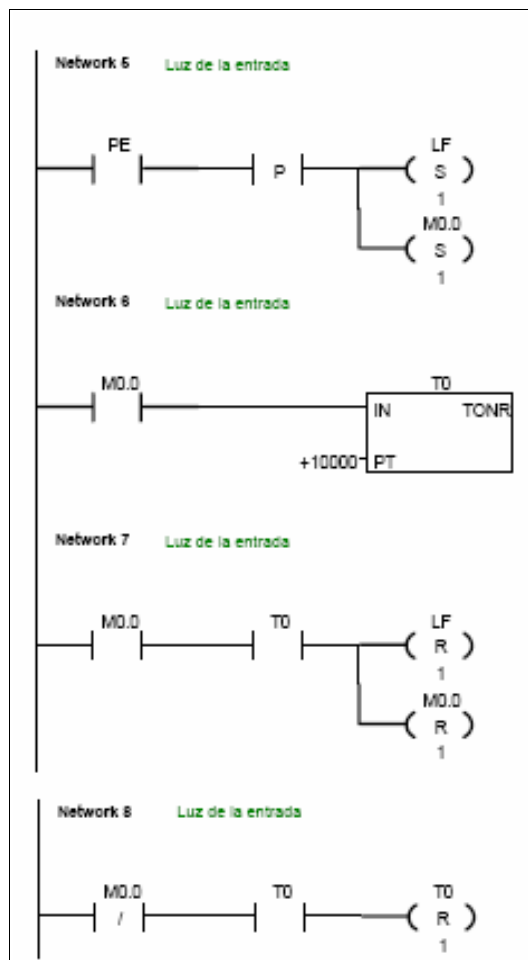 Network 5 Luz de la entrada
PE LF
P S
1
M0.0
S
1
Network 6 Luz de la entrada
M0.0 T0
IN TONR
+10000 PT
Network 7 Luz de la entrada
M0.0 T0 LF
R
1
M0.0
R
1
Network 8 Luz de la entrada
M0.0 T0 T0
/ R
1